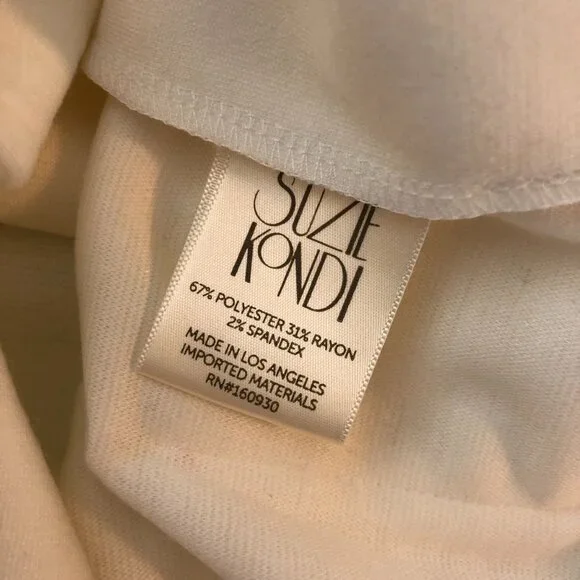 SUZIE
KONDI
67% POLYESTER 31% RAYON
2% SPANDEX
MADE IN LOS ANGELES
IMPORTED MATERIALS
RN#160930